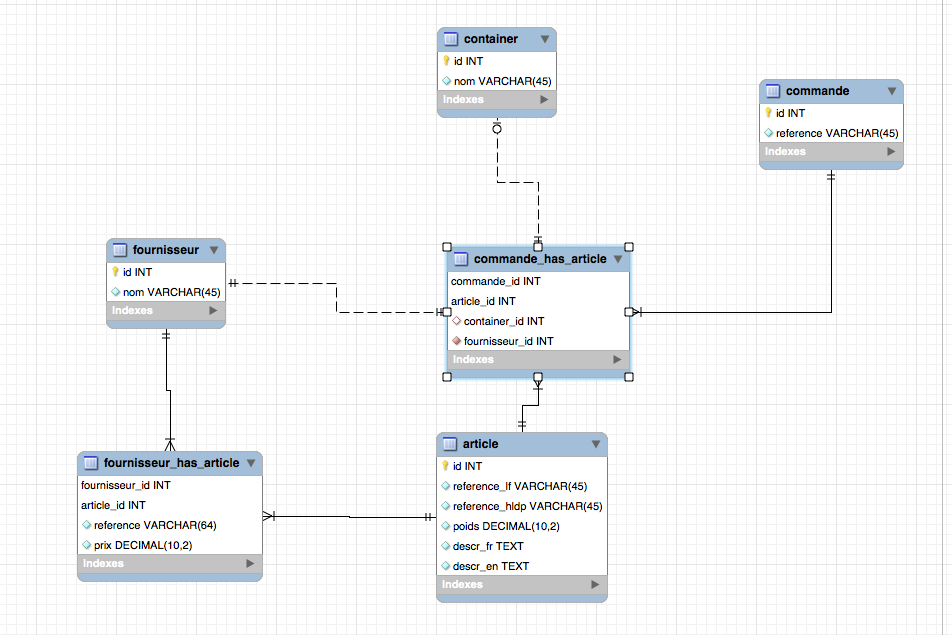 container
id INT
nom VARCHAR(45)
Indexes
commande
id INT
reference VARCHAR(45)
Indexes
fournisseur
id INT
nom VARCHAR(45)
Indexes
commande_has_article
commande_id INT
article_id INT
container_id INT
fournisseur_id INT
Indexes
fournisseur_has_article
fournisseur_id INT
article_id INT
reference VARCHAR(64)
prix DECIMAL(10,2)
Indexes
article
id INT
reference_lf VARCHAR(45)
reference_hldp VARCHAR(45)
poids DECIMAL(10,2)
descr_fr TEXT
descr_en TEXT
Indexes